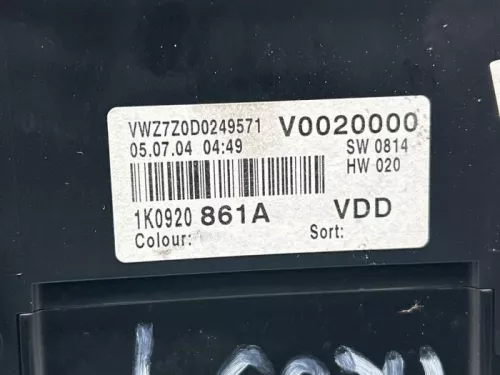 VWZ7Z0D0249571 V0020000
05.07.04 04:49 SW 0814
HW 020
1K0920 861A VDD
Colour: Sort: